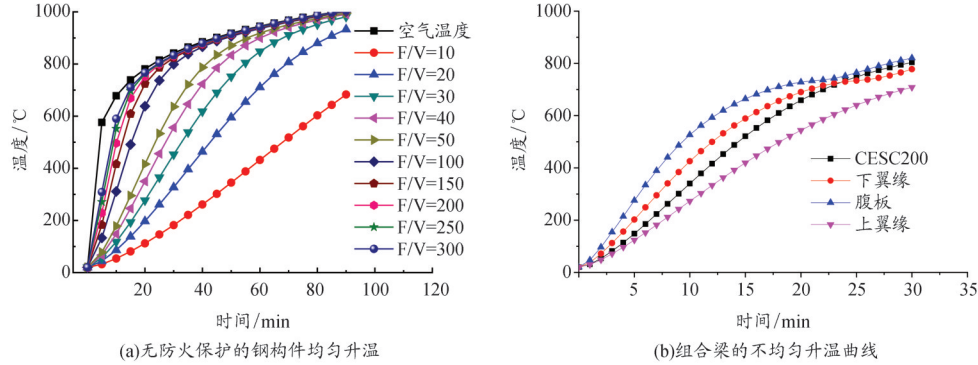 1000
800
600
400
200
0
温度/℃
20
40
60
80
100
120
时间/min
空气温度
F/V=10
F/V=20
F/V=30
F/V=40
F/V=50
F/V=100
F/V=150
F/V=200
F/V=250
F/V=300
(a)无防火保护的钢构件均匀升温
1000
800
600
400
200
0
温度/℃
5
10
15
20
25
30
35
时间/min
CESC200
下翼缘
腹板
上翼缘
(b)组合梁的不均匀升温曲线